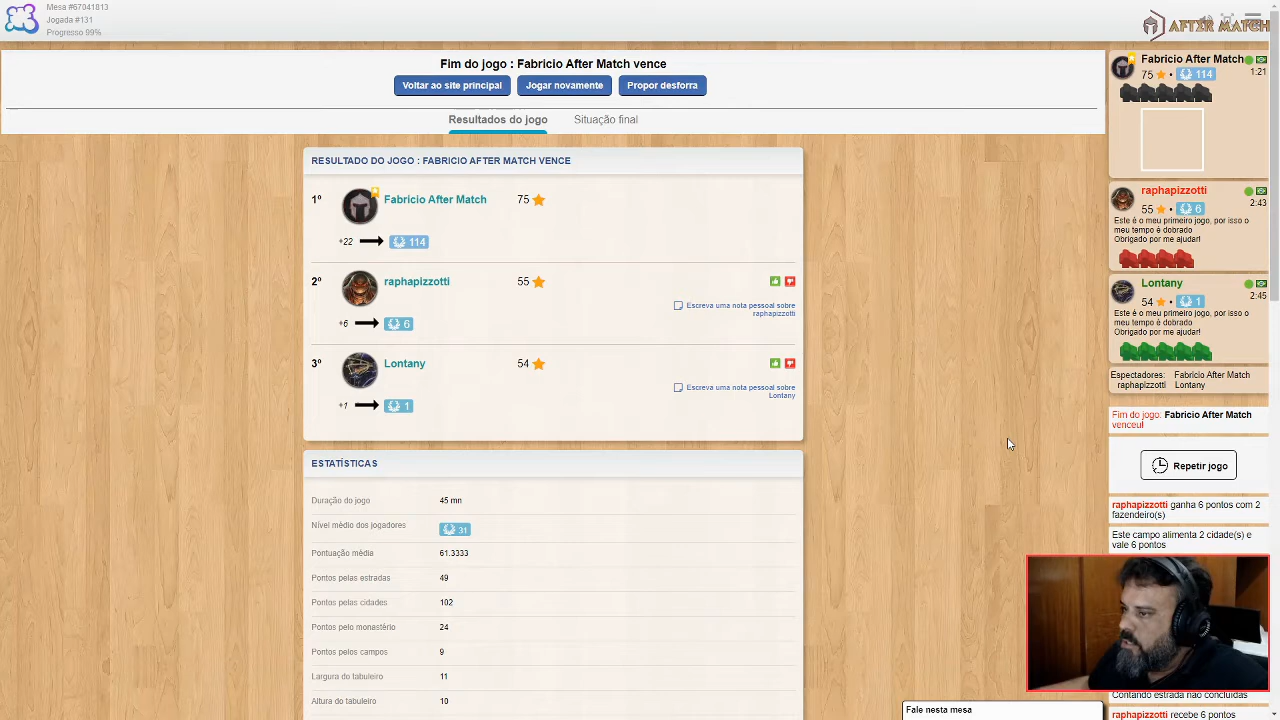 Mesa #67041813
Jogada #131
Progresso 99%
AFTER MATCH
Fim do jogo : Fabricio After Match vence
Voltar ao site principal
Jogar novamente
Propor desforra
Resultados do jogo
Situação final
RESULTADO DO JOGO : FABRICIO AFTER MATCH VENCE
1º
Fabricio After Match
75
+22
114
2º
raphapizzotti
55
Escreva uma nota pessoal sobre
raphapizzotti
+6
6
3º
Lontany
54
Escreva uma nota pessoal sobre
Lontany
+1
1
ESTATÍSTICAS
Duração do jogo 45 mn
Nível médio dos jogadores 31
Pontuação média 61.3333
Pontos pelas estradas 49
Pontos pelas cidades 102
Pontos pelo monastério 24
Pontos pelos campos 9
Largura do tabuleiro 11
Altura do tabuleiro 10
Fabricio After Match
75 • 114
1:21
raphapizzotti
55 • 6
2:43
Este é o meu primeiro jogo, por isso o
meu tempo é dobrado
Obrigado por me ajudar!
Lontany
54 • 1
2:45
Este é o meu primeiro jogo, por isso o
meu tempo é dobrado
Obrigado por me ajudar!
Espectadores: Fabricio After Match
raphapizzotti Lontany
Fim do jogo: Fabricio After Match
venceu!
Repetir jogo
raphapizzotti ganha 6 pontos com 2
fazendeiro(s)
Este campo alimenta 2 cidade(s) e
vale 6 pontos
Contando estrada não concluídas
raphapizzotti recebe 6 pontos
Fale nesta mesa